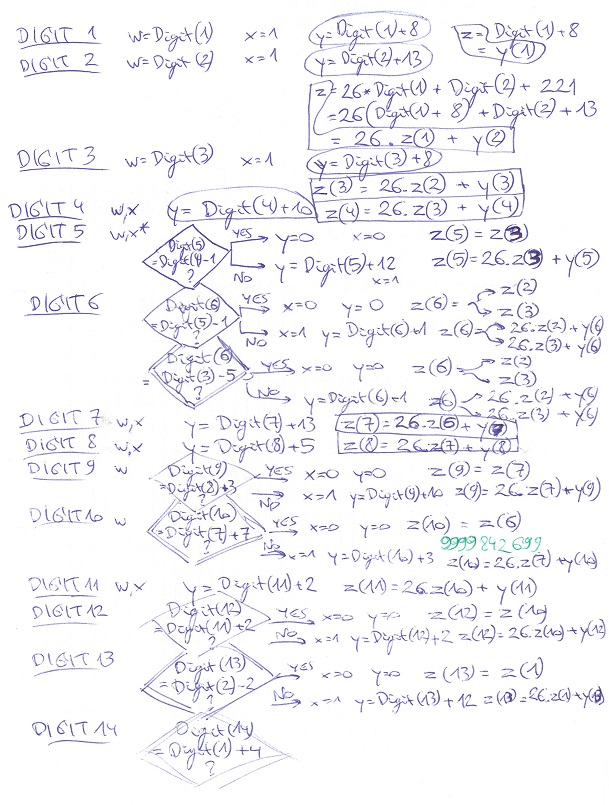 DIGIT 1 w=Digit(1) x=1 y=Digit(1)+8 z=Digit(1)+8
= y(1)
DIGIT 2 w=Digit(2) x=1 y=Digit(2)+13
z=26*Digit(1) + Digit(2) + 221
=26(Digit(1) + 8) + Digit(2) + 13
= 26.z(1) + y(2)
DIGIT 3 w=Digit(3) x=1 y=Digit(3)+8
z(3) = 26.z(2) + y(3)
DIGIT 4 w,x y= Digit(4)+10 z(4) = 26.z(3) + y(4)
DIGIT 5 w,x* Digit(5) =Digit(4)-1 ? YES y=0 x=0 z(5) = z(3)
NO y= Digit(5)+12 x=1 z(5)=26.z(3) + y(5)
DIGIT 6 Digit(6) =Digit(5)-1 ? YES x=0 y=0 z(6)= z(2) z(3)
NO x=1 y=Digit(6)+1 z(6)= 26.z(2)+y(6) 26.z(3)+y(6)
Digit(6) = Digit(3)-5 ? YES x=0 y=0 z(6)= z(2) z(3)
NO y=Digit(6)+1 z(6) 26.z(2)+y(6) 26.z(3)+y(6)
DIGIT 7 w,x y= Digit(7)+13 z(7)=26.z(6)+y(7)
DIGIT 8 w,x y= Digit(8)+5 z(8)= 26.z(7)+y(8)
DIGIT 9 w Digit(9) =Digit(8)+3 ? YES x=0 y=0 z(9)= z(7)
NO x=1 y=Digit(9)+10 z(9)=26.z(7)+y(9)
DIGIT 10 w Digit(10) =Digit(7)+7 ? YES x=0 y=0 z(10) = z(6)
9999842699
NO x=1 y=Digit(10)+3 z(10)=26.z(7)+y(10)
DIGIT 11 w,x y= Digit(11)+2 z(11)=26.z(10)+y(11)
DIGIT 12 Digit(12) =Digit(11)+2 ? YES x=0 y=0 z(12)= z(10)
NO x=1 y=Digit(12)+2 z(12)=26.z(10)+y(12)
DIGIT 13 Digit(13) =Digit(2)-2 ? YES x=0 y=0 z(13)= z(1)
NO x=1 y=Digit(13)+12 z(13)=26.z(1)+y(13)
DIGIT 14 Digit(14) = Digit(1)+4 ?